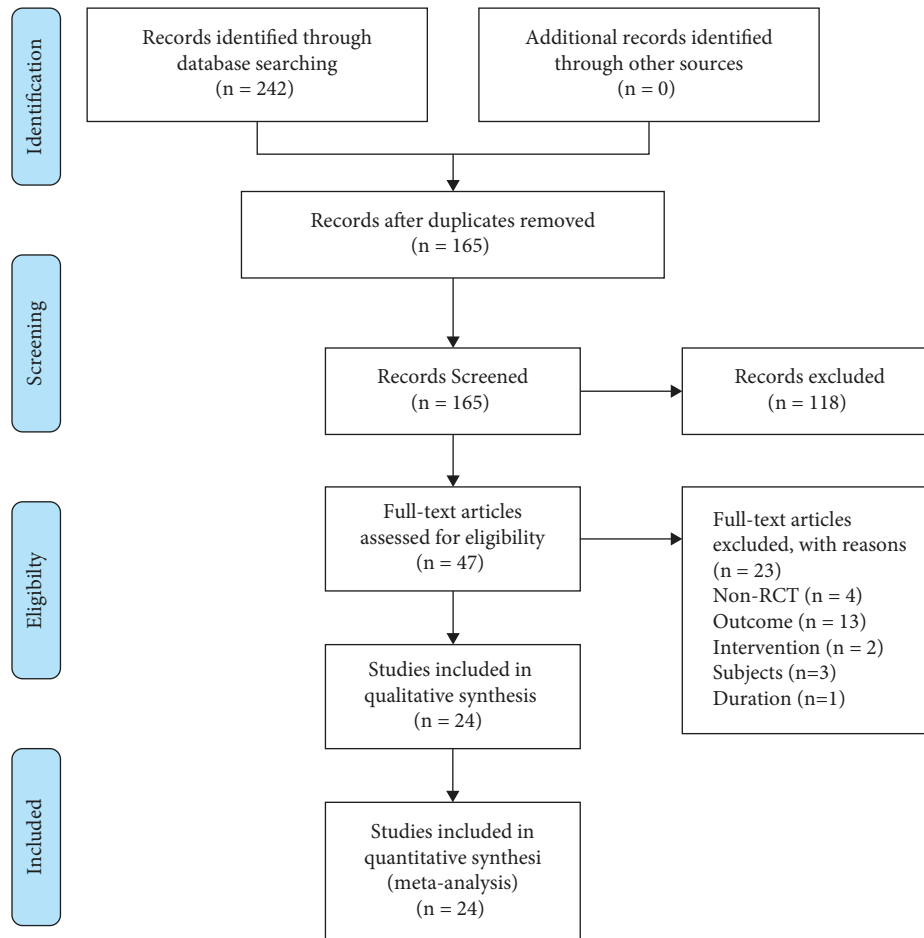 Identification
Records identified through
database searching
(n = 242)
Additional records identified
through other sources
(n = 0)
Records after duplicates removed
(n = 165)
Screening
Records Screened
(n = 165)
Records excluded
(n = 118)
Eligibilty
Full-text articles
assessed for eligibility
(n = 47)
Full-text articles
excluded, with reasons
(n = 23)
Non-RCT (n = 4)
Outcome (n = 13)
Intervention (n = 2)
Subjects (n=3)
Duration (n=1)
Studies included in
qualitative synthesis
(n = 24)
Included
Studies included in
quantitative synthesi
(meta-analysis)
(n = 24)